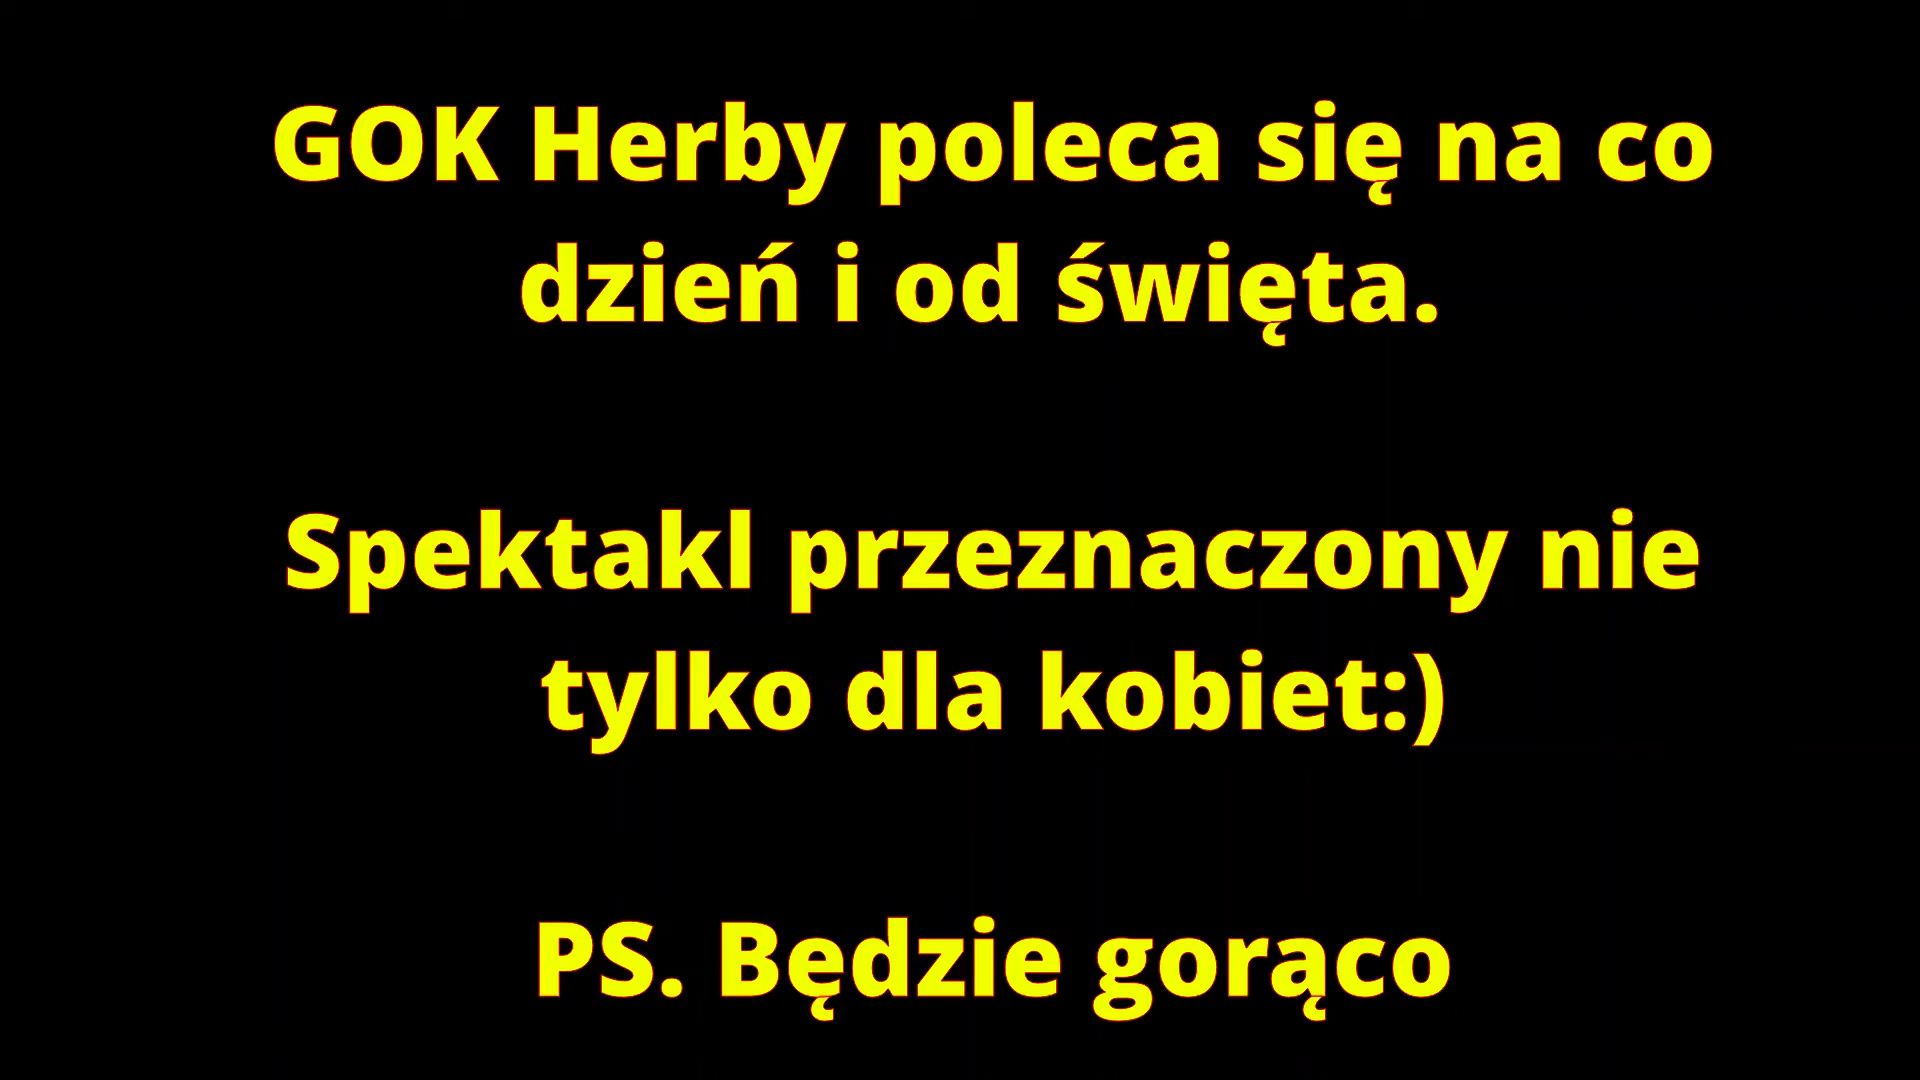 GOK Herby poleca się na co
dzień i od święta.
Spektakl przeznaczony nie
tylko dla kobiet:)
PS. Będzie gorąco